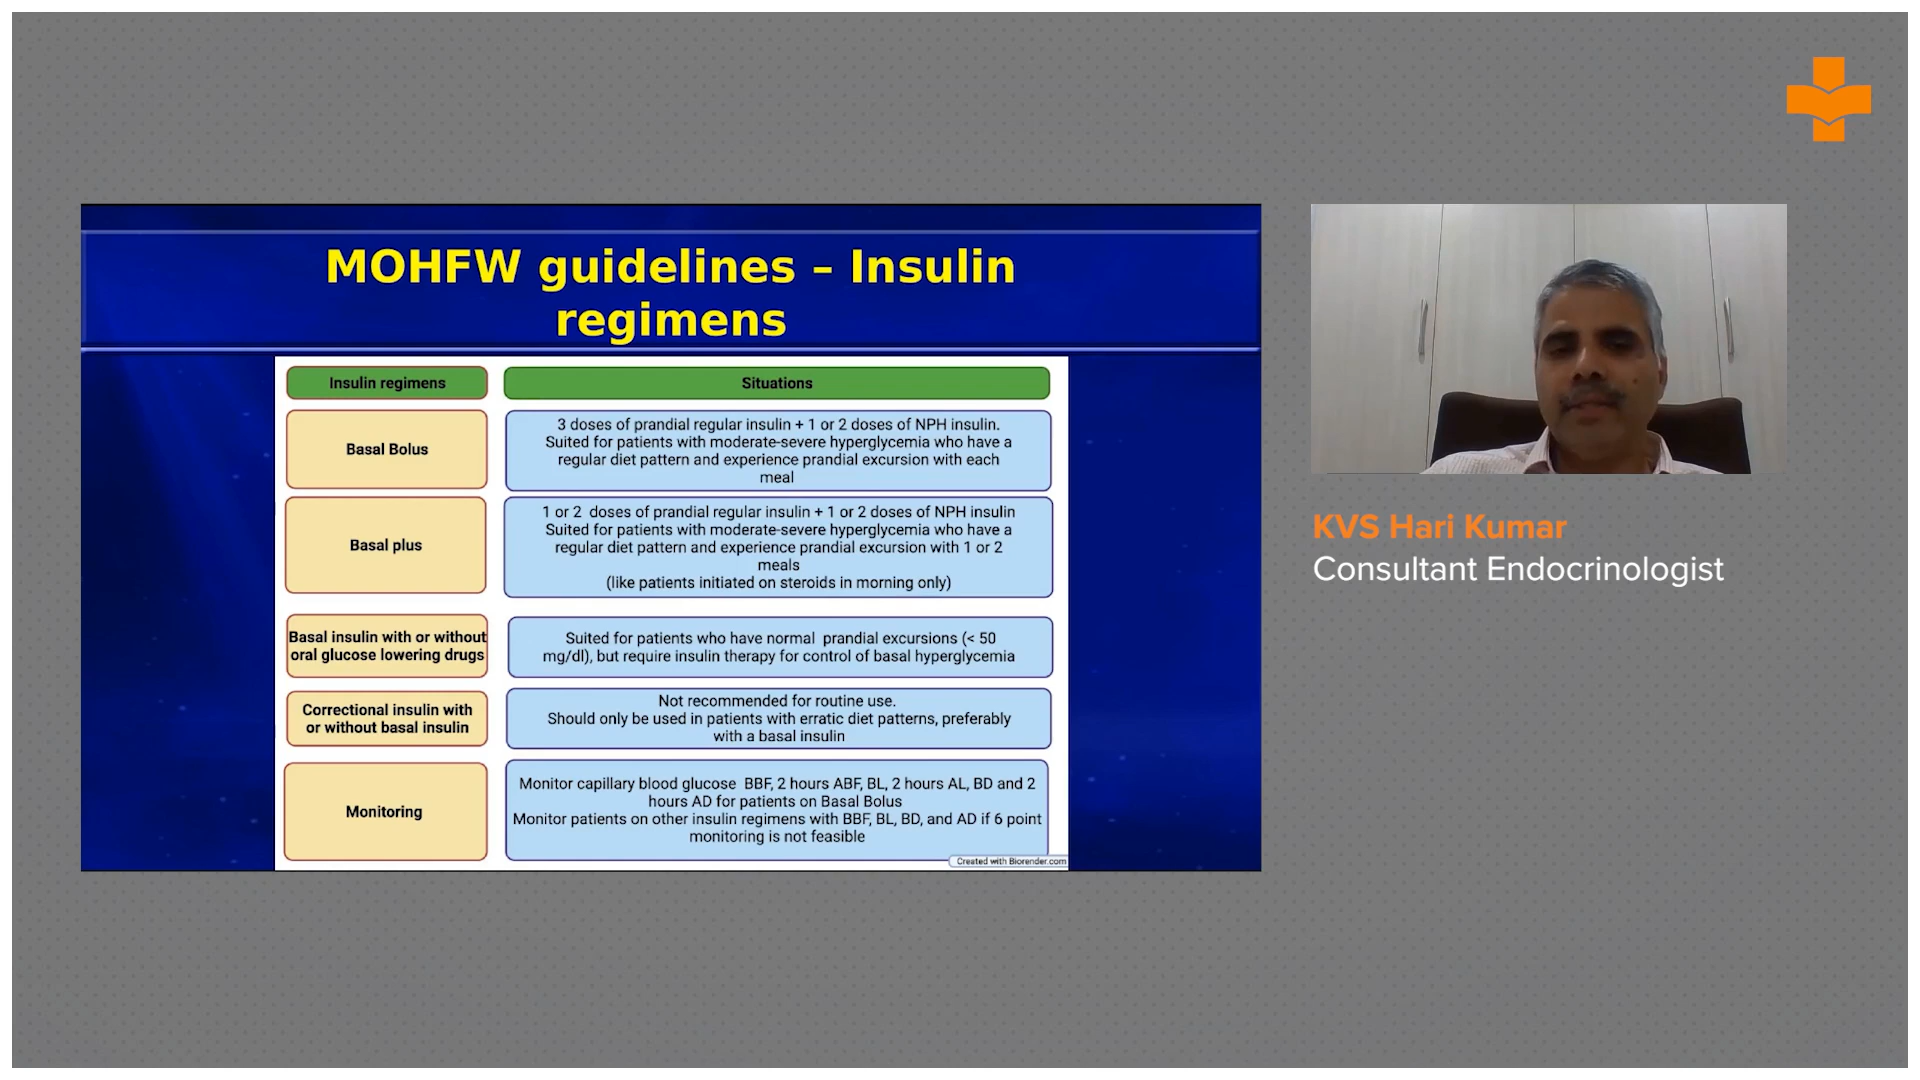 MOHFW guidelines – Insulin
regimens
Insulin regimens
Situations
Basal Bolus
3 doses of prandial regular insulin + 1 or 2 doses of NPH insulin.
Suited for patients with moderate-severe hyperglycemia who have a
regular diet pattern and experience prandial excursion with each
meal
Basal plus
1 or 2 doses of prandial regular insulin + 1 or 2 doses of NPH insulin
Suited for patients with moderate-severe hyperglycemia who have a
regular diet pattern and experience prandial excursion with 1 or 2
meals
(like patients initiated on steroids in morning only)
Basal insulin with or without
oral glucose lowering drugs
Suited for patients who have normal prandial excursions (< 50
mg/dl), but require insulin therapy for control of basal hyperglycemia
Correctional insulin with
or without basal insulin
Not recommended for routine use.
Should only be used in patients with erratic diet patterns, preferably
with a basal insulin
Monitoring
Monitor capillary blood glucose BBF, 2 hours ABF, BL, 2 hours AL, BD and 2
hours AD for patients on Basal Bolus
Monitor patients on other insulin regimens with BBF, BL, BD, and AD if 6 point
monitoring is not feasible
Created with Biorender.com
KVS Hari Kumar
Consultant Endocrinologist